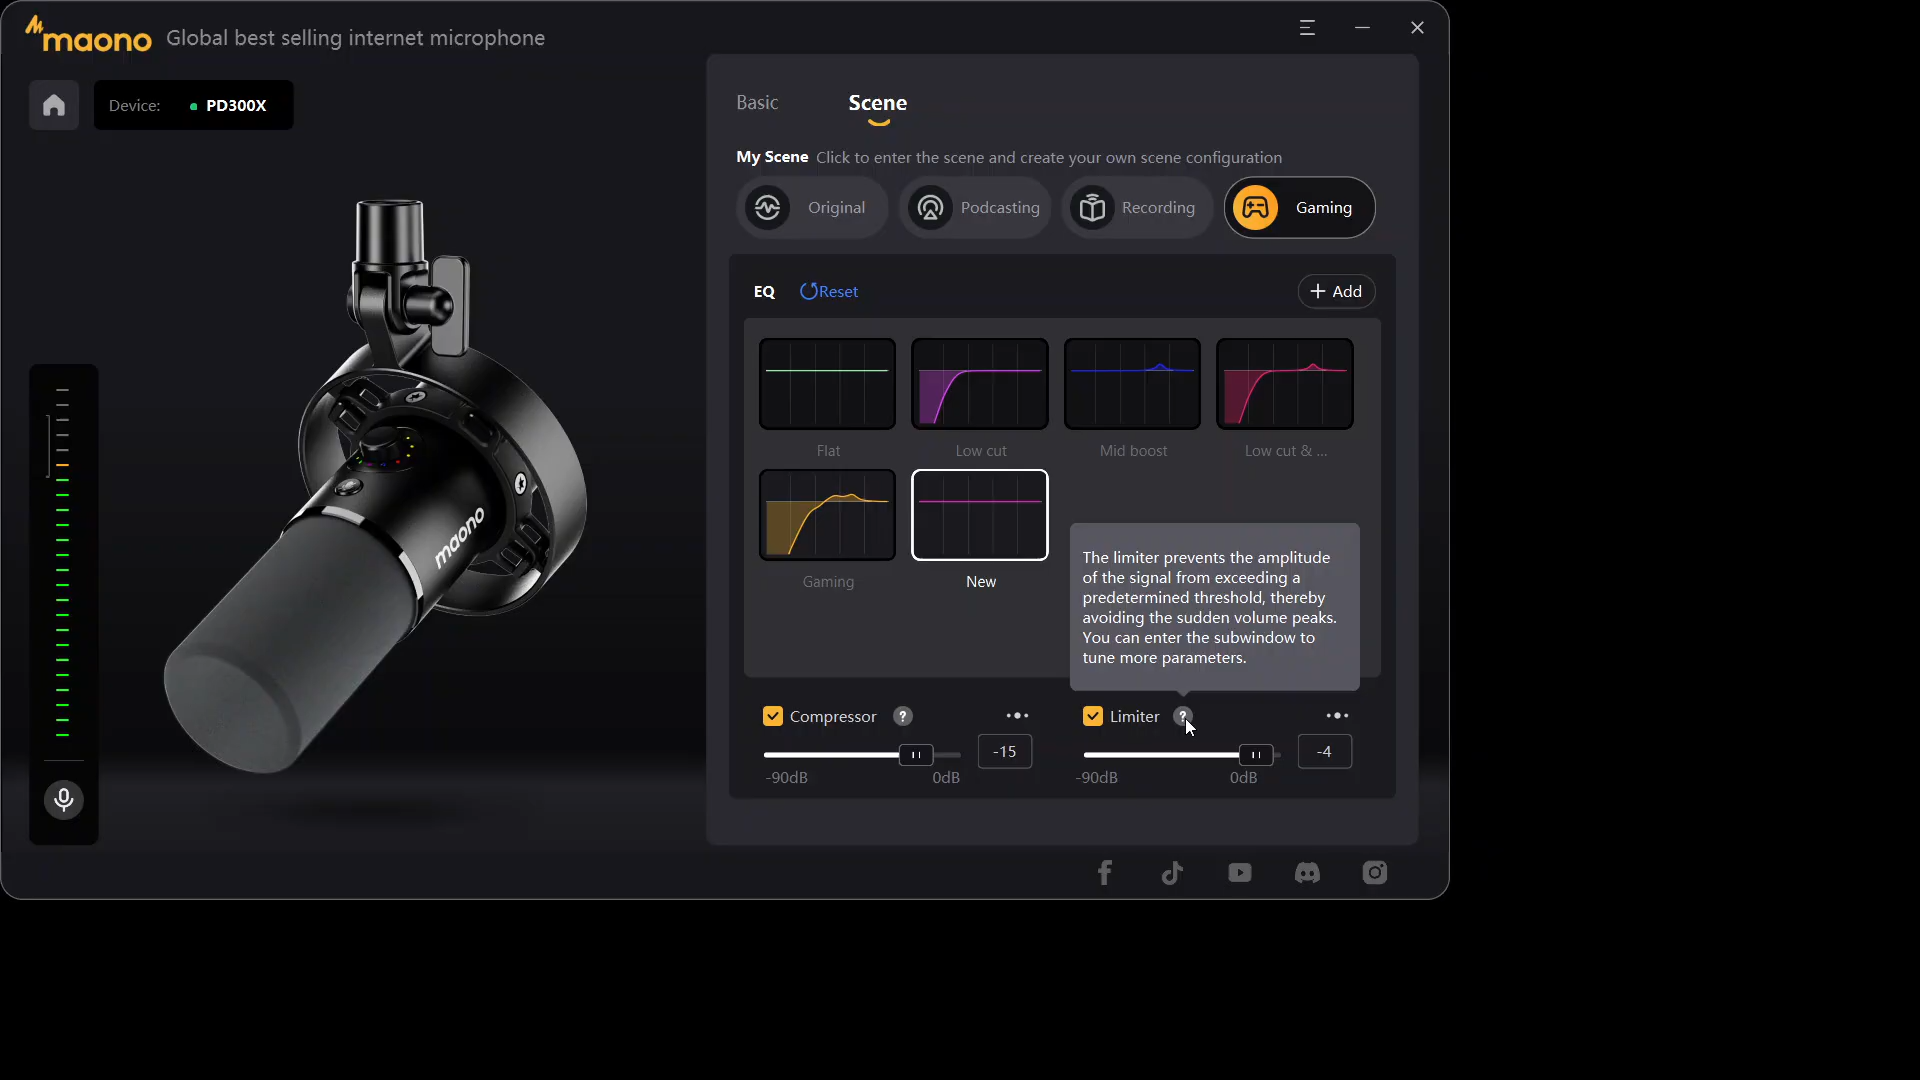 maono Global best selling internet microphone
Device: PD300X
Basic Scene
My Scene Click to enter the scene and create your own scene configuration
Original Podcasting Recording Gaming
EQ Reset + Add
Flat Low cut Mid boost Low cut & ...
Gaming New
The limiter prevents the amplitude
of the signal from exceeding a
predetermined threshold, thereby
avoiding the sudden volume peaks.
You can enter the subwindow to
tune more parameters.
maono
Compressor ? Limiter ?
-15 -4
-90dB 0dB -90dB 0dB